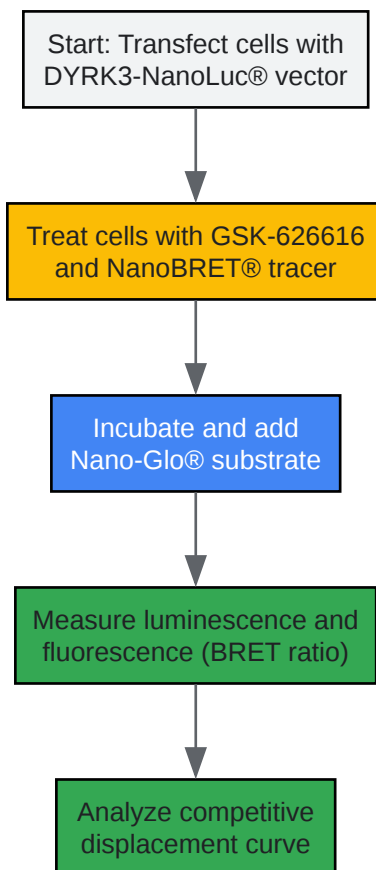 Start: Transfect cells with
DYRK3-NanoLuc® vector
Treat cells with GSK-626616
and NanoBRET® tracer
Incubate and add
Nano-Glo® substrate
Measure luminescence and
fluorescence (BRET ratio)
Analyze competitive
displacement curve